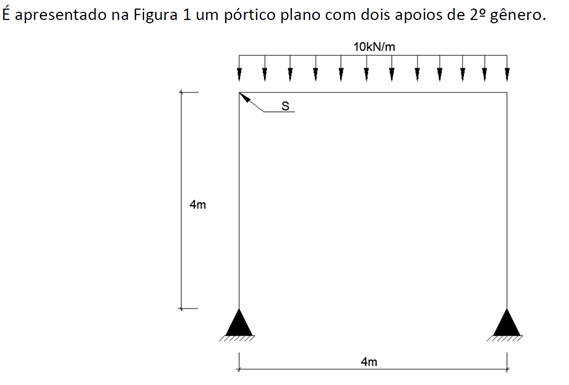 É apresentado na Figura 1 um pórtico plano com dois apoios de 2º gênero.
10kN/m
S
4m
4m